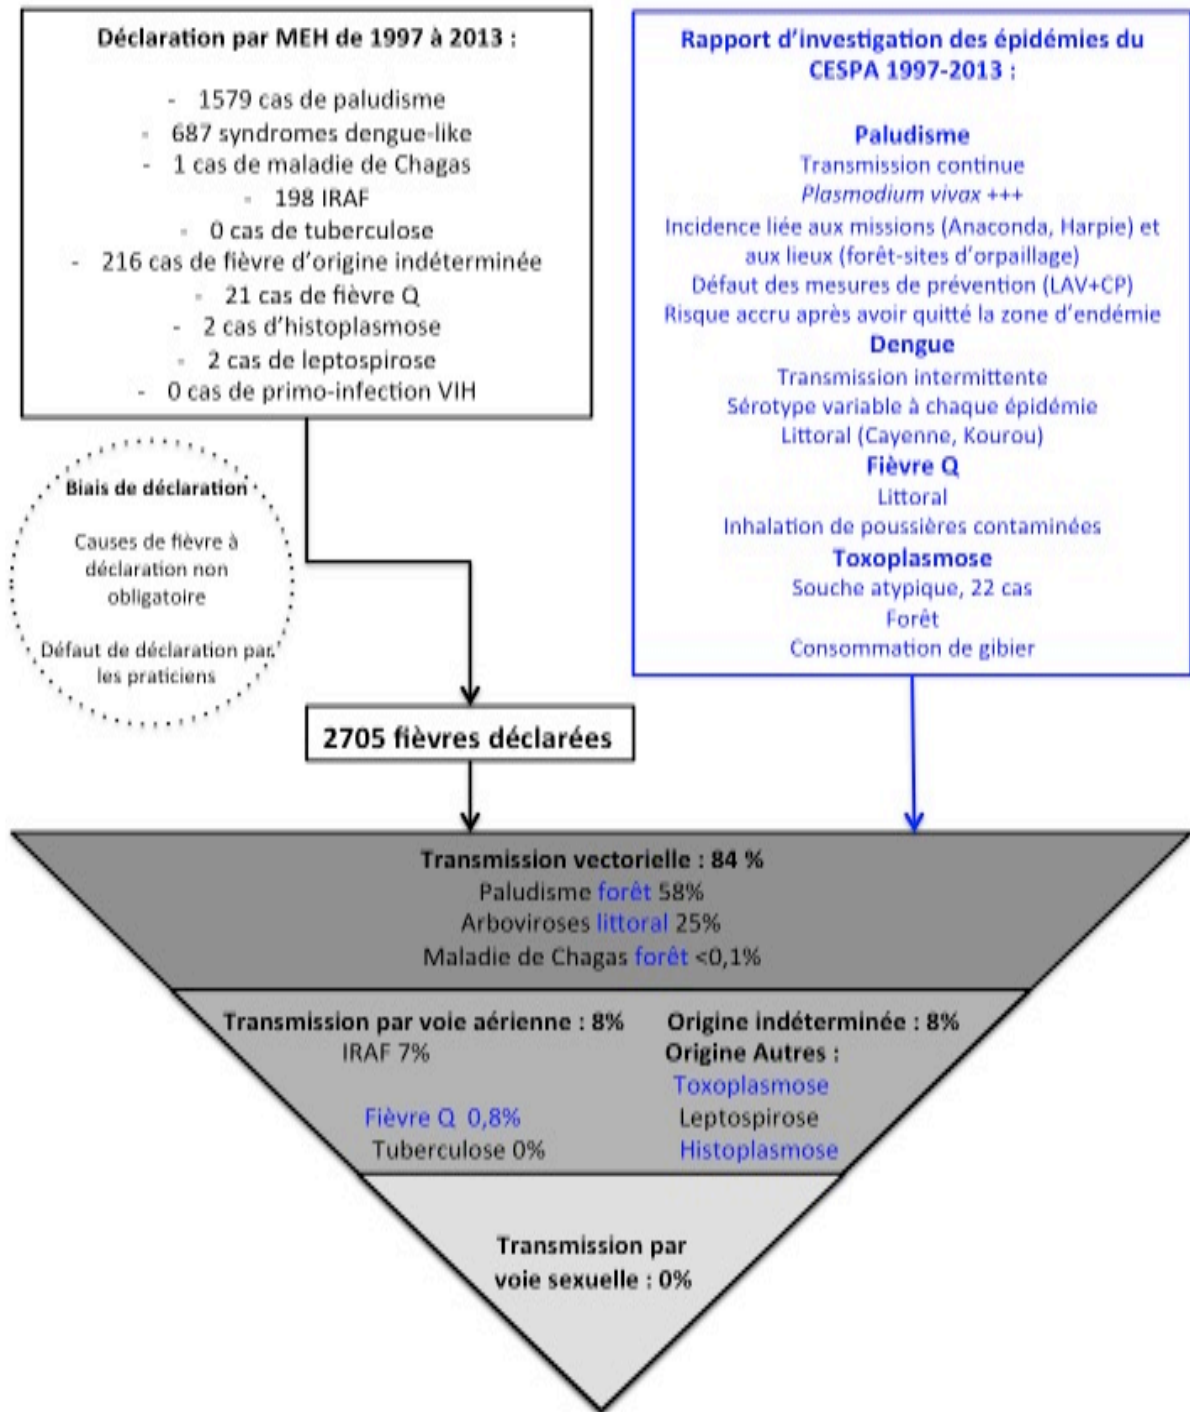 Déclaration par MEH de 1997 à 2013 :
- 1579 cas de paludisme
- 687 syndromes dengue-like
- 1 cas de maladie de Chagas
- 198 IRAF
- 0 cas de tuberculose
- 216 cas de fièvre d'origine indéterminée
- 21 cas de fièvre Q
- 2 cas d'histoplasmose
- 2 cas de leptospirose
- 0 cas de primo-infection VIH
Rapport d'investigation des épidémies du
CESPA 1997-2013 :
Paludisme
Transmission continue
Plasmodium vivax +++
Incidence liée aux missions (Anaconda, Harpie) et
aux lieux (forêt-sites d'orpaillage)
Défaut des mesures de prévention (LAV+CP)
Risque accru après avoir quitté la zone d'endémie
Dengue
Transmission intermittente
Sérotype variable à chaque épidémie
Littoral (Cayenne, Kourou)
Fièvre Q
Littoral
Inhalation de poussières contaminées
Toxoplasmose
Souche atypique, 22 cas
Forêt
Consommation de gibier
Biais de déclaration
Causes de fièvre à
déclaration non
obligatoire
Défaut de déclaration par
les praticiens
2705 fièvres déclarées
Transmission vectorielle : 84 %
Paludisme forêt 58%
Arboviroses littoral 25%
Maladie de Chagas forêt <0,1%
Transmission par voie aérienne : 8%
IRAF 7%
Fièvre Q 0,8%
Tuberculose 0%
Origine indéterminée : 8%
Origine Autres :
Toxoplasmose
Leptospirose
Histoplasmose
Transmission par
voie sexuelle : 0%